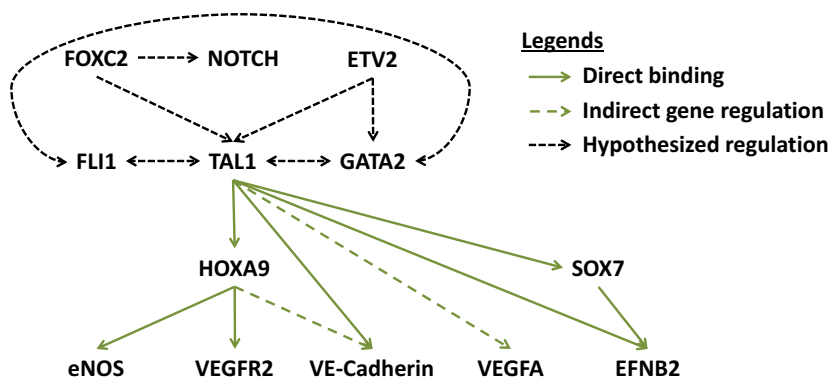 Legends
FOXC2 NOTCH ETV2
Direct binding
Indirect gene regulation
Hypothesized regulation
FLI1 TAL1 GATA2
HOXA9 SOX7
eNOS VEGFR2 VE-Cadherin VEGFA EFNB2